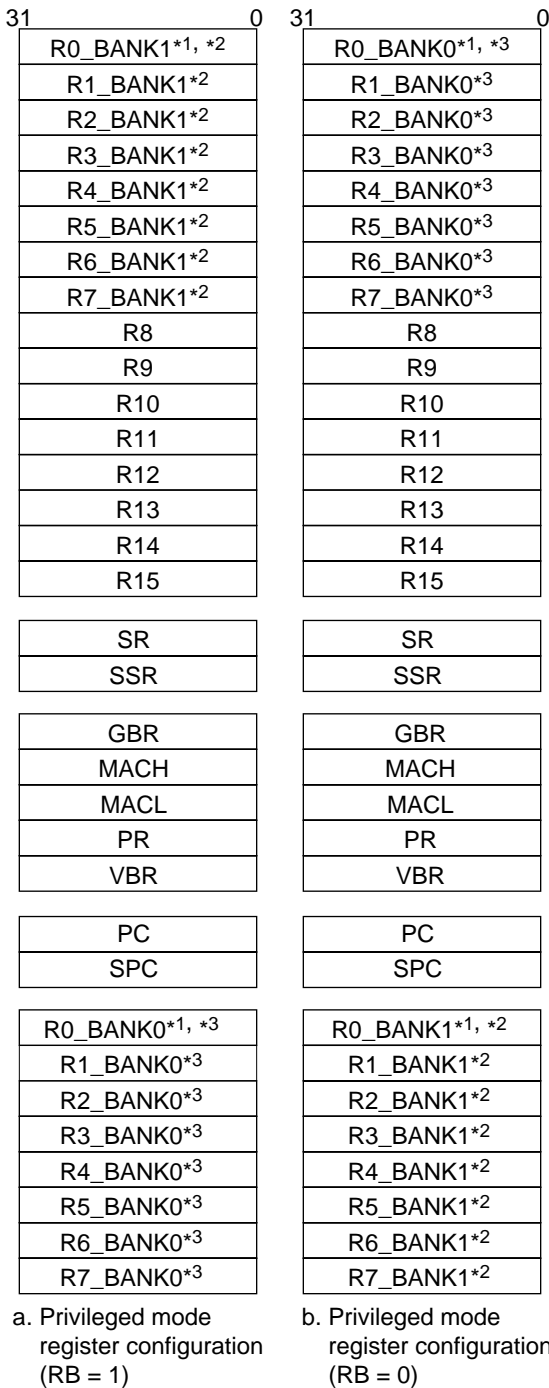 31 0
R0_BANK1*1, *2
R1_BANK1*2
R2_BANK1*2
R3_BANK1*2
R4_BANK1*2
R5_BANK1*2
R6_BANK1*2
R7_BANK1*2
R8
R9
R10
R11
R12
R13
R14
R15
SR
SSR
GBR
MACH
MACL
PR
VBR
PC
SPC
R0_BANK0*1, *3
R1_BANK0*3
R2_BANK0*3
R3_BANK0*3
R4_BANK0*3
R5_BANK0*3
R6_BANK0*3
R7_BANK0*3
a. Privileged mode
register configuration
(RB = 1)
31 0
R0_BANK0*1, *3
R1_BANK0*3
R2_BANK0*3
R3_BANK0*3
R4_BANK0*3
R5_BANK0*3
R6_BANK0*3
R7_BANK0*3
R8
R9
R10
R11
R12
R13
R14
R15
SR
SSR
GBR
MACH
MACL
PR
VBR
PC
SPC
R0_BANK1*1, *2
R1_BANK1*2
R2_BANK1*2
R3_BANK1*2
R4_BANK1*2
R5_BANK1*2
R6_BANK1*2
R7_BANK1*2
b. Privileged mode
register configuration
(RB = 0)